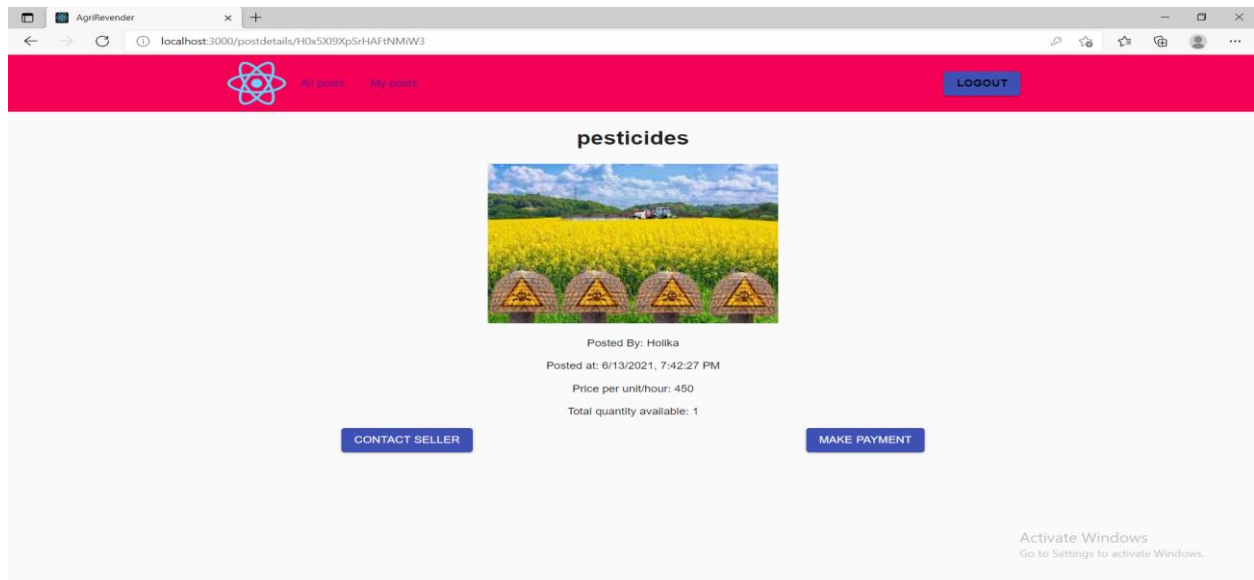 AgriRevender
localhost:3000/postdetails/H0x5XI9XpSrHAFtNMiW3
All posts My posts LOGOUT
pesticides
Posted By: Holika
Posted at: 6/13/2021, 7:42:27 PM
Price per unit/hour: 450
Total quantity available: 1
CONTACT SELLER MAKE PAYMENT
Activate Windows
Go to Settings to activate Windows.